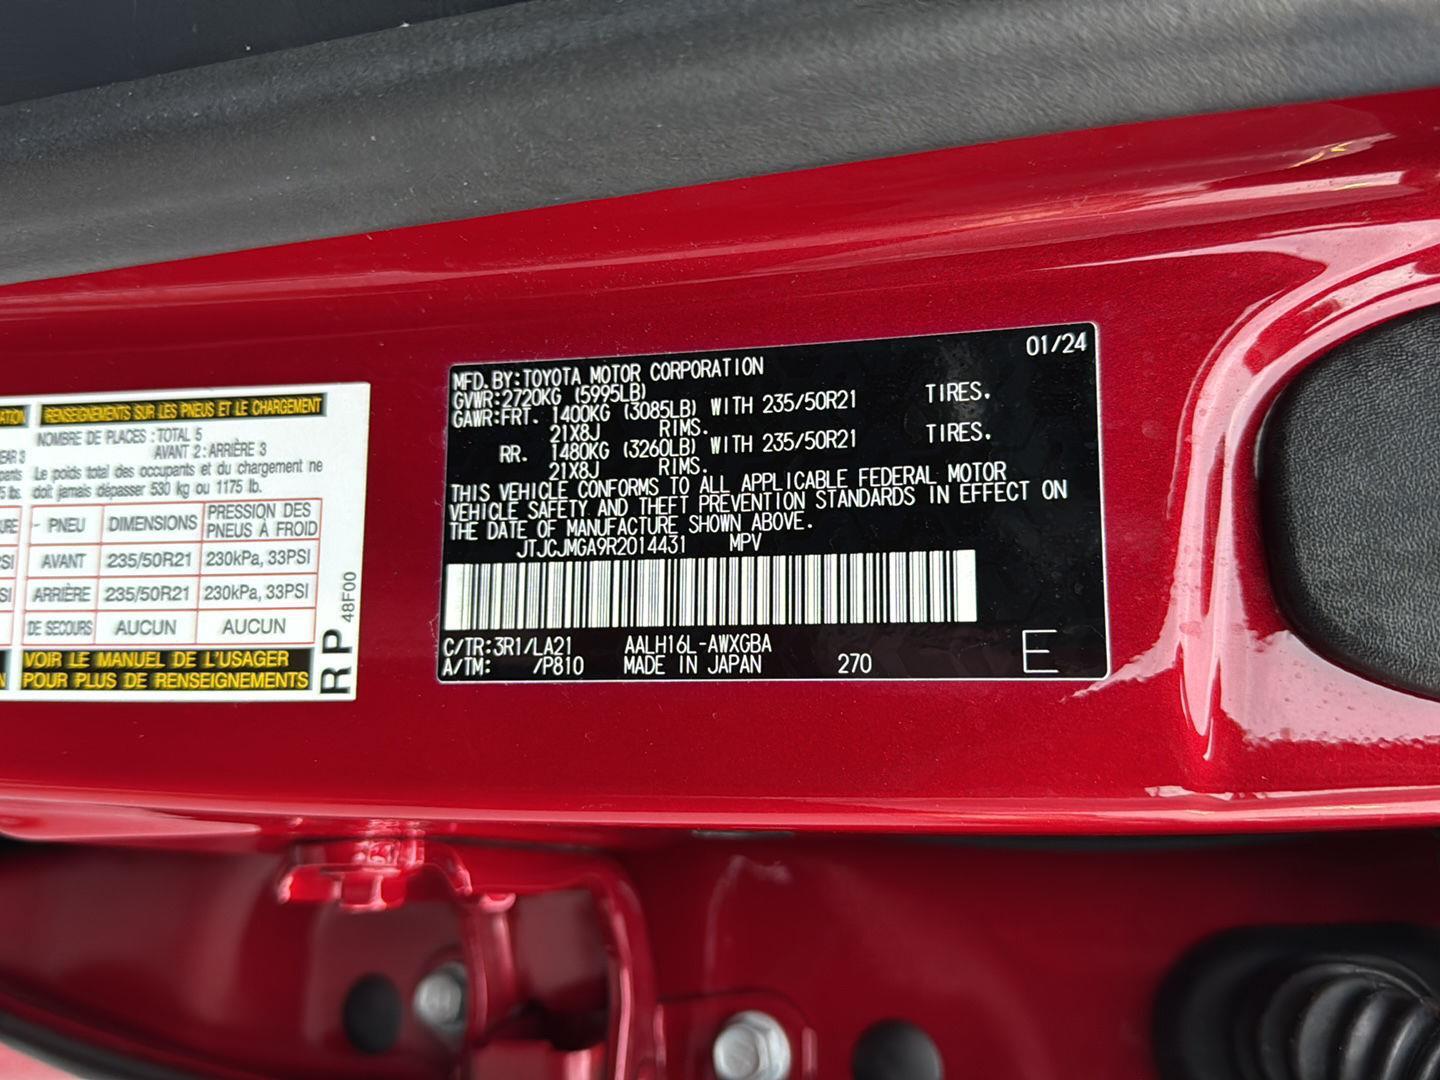 ATION
RENSEIGNEMENTS SUR LES PNEUS ET LE CHARGEMENT
NOMBRE DE PLACES : TOTAL 5
EAR 3
AVANT 2 : ARRIÈRE 3
Le poids total des occupants et du chargement ne
doit jamais dépasser 530 kg ou 1175 lb.
PNEU DIMENSIONS PRESSION DES PNEUS À FROID
AVANT 235/50R21 230kPa, 33PSI
ARRIÈRE 235/50R21 230kPa, 33PSI
DE SECOURS AUCUN AUCUN
VOIR LE MANUEL DE L'USAGER
POUR PLUS DE RENSEIGNEMENTS
RP 48F00
01/24
MFD.BY:TOYOTA MOTOR CORPORATION
GVWR:2720KG (5995LB)
GAWR:FRT. 1400KG (3085LB) WITH 235/50R21 TIRES.
21X8J RIMS.
RR. 1480KG (3260LB) WITH 235/50R21 TIRES.
21X8J RIMS.
THIS VEHICLE CONFORMS TO ALL APPLICABLE FEDERAL MOTOR
VEHICLE SAFETY AND THEFT PREVENTION STANDARDS IN EFFECT ON
THE DATE OF MANUFACTURE SHOWN ABOVE.
JTJCJMGA9R2014431 MPV
C/TR:3R1/LA21 AALH16L-AWXGBA
A/TM: /P810 MADE IN JAPAN 270 E